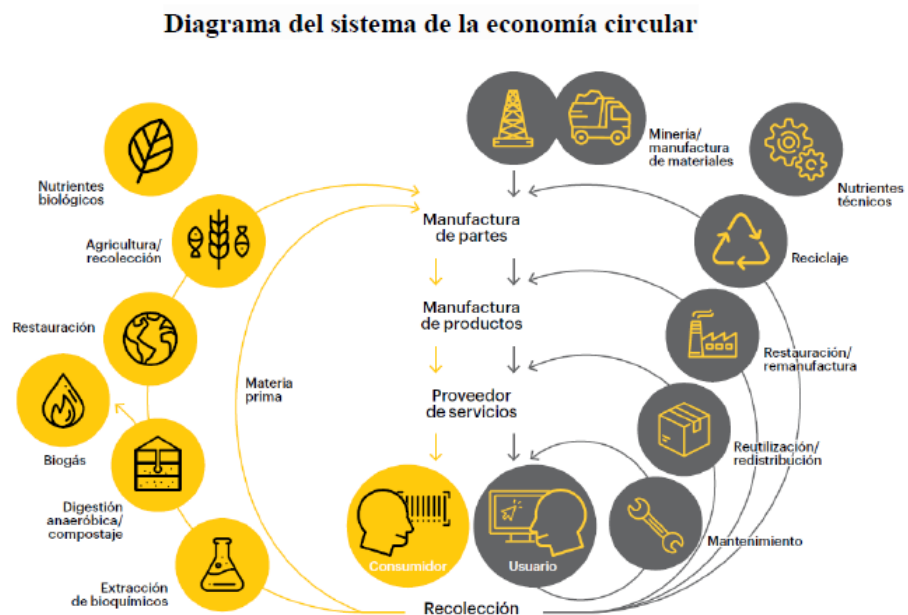 Diagrama del sistema de la economía circular
Nutrientes
biológicos
Agricultura/
recolección
Restauración
Biogás
Digestión
anaeróbica/
compostaje
Extracción
de bioquímicos
Materia
prima
Minería/
manufactura
de materiales
Manufactura
de partes
Manufactura
de productos
Proveedor
de servicios
Consumidor
Usuario
Recolección
Nutrientes
técnicos
Reciclaje
Restauración/
remanufactura
Reutilización/
redistribución
Mantenimiento